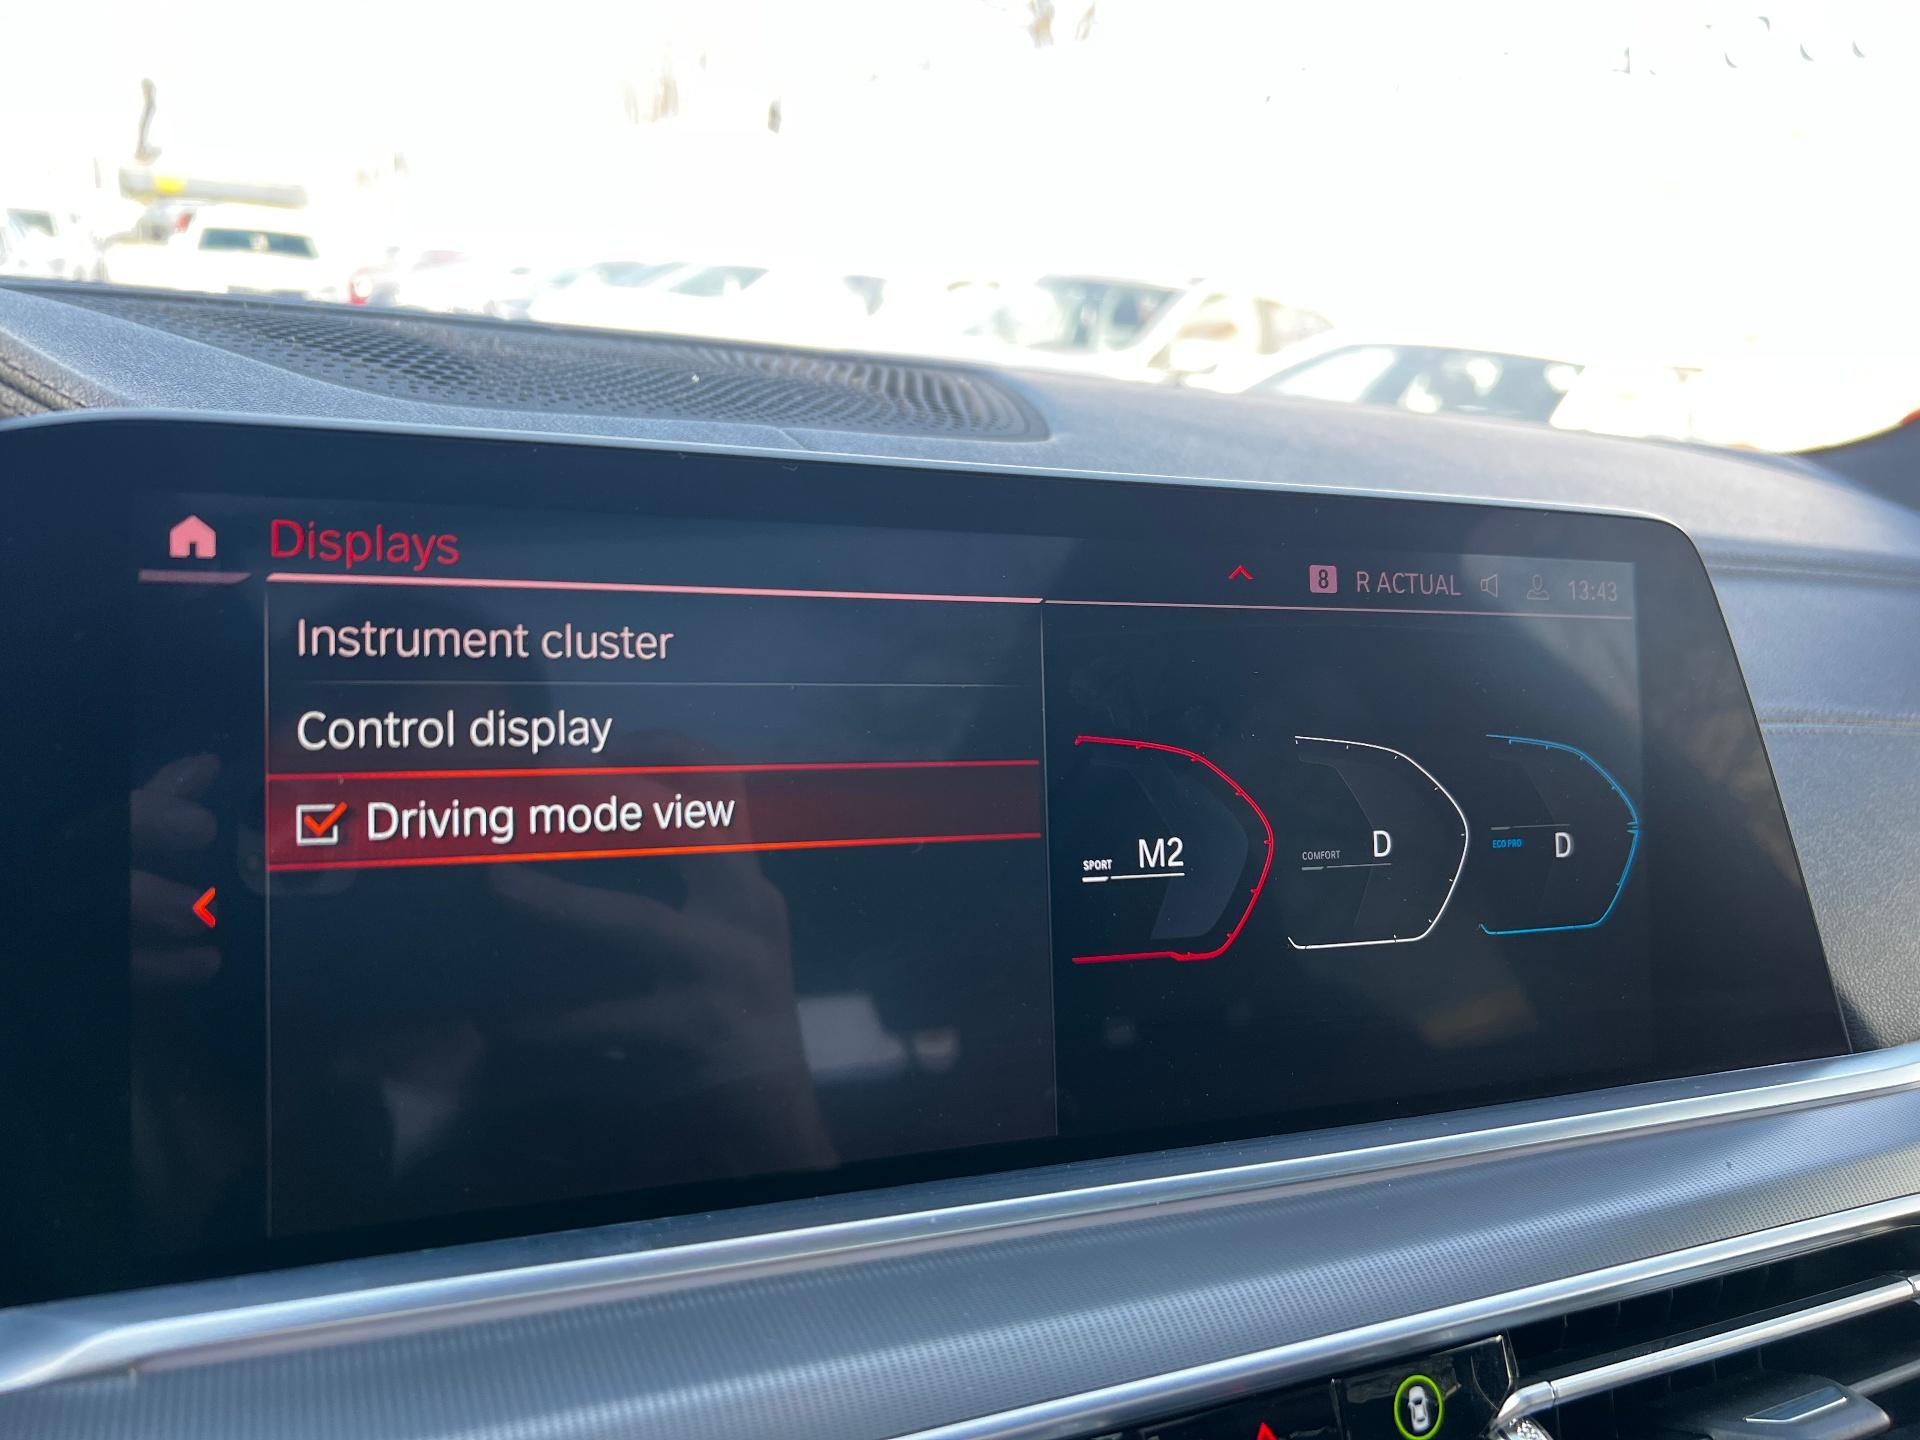 Displays
8 R ACTUAL 13:43
Instrument cluster
Control display
Driving mode view
SPORT M2
COMFORT D
ECO PRO D